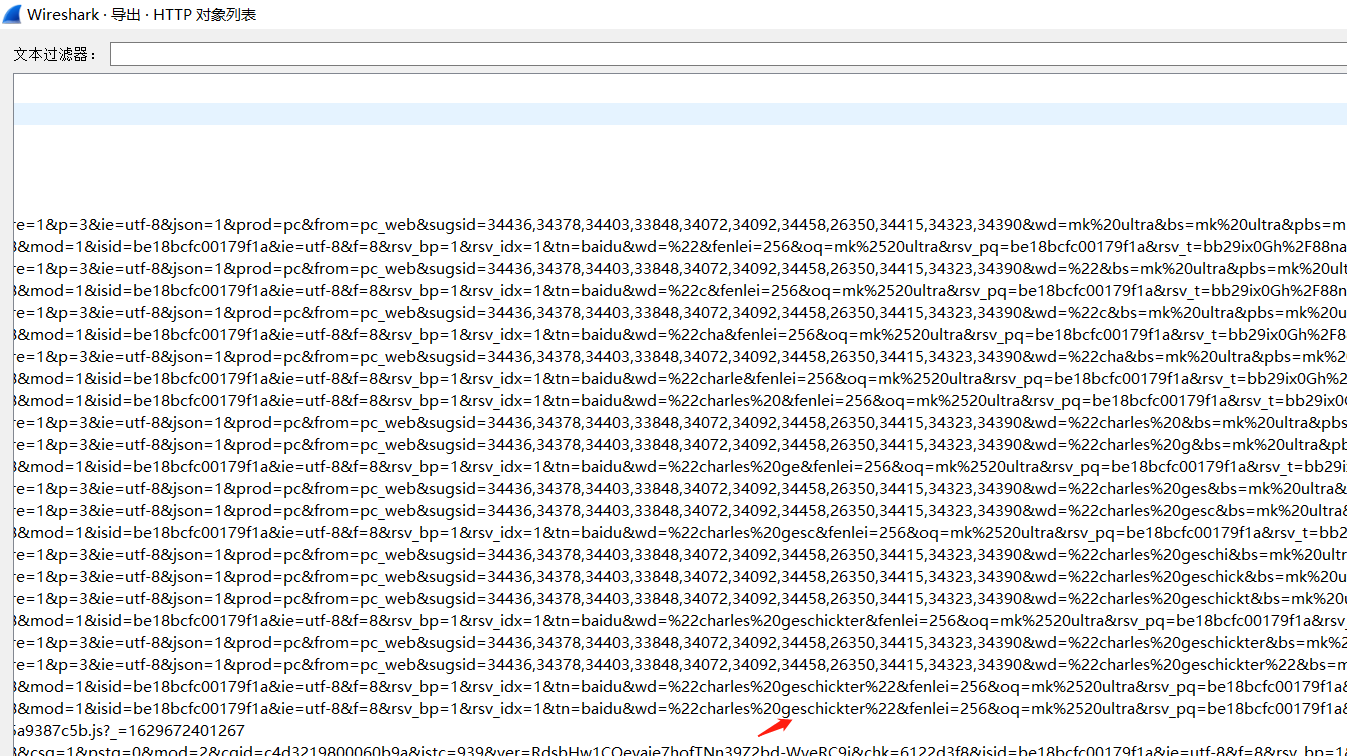 Wireshark · 导出 · HTTP 对象列表
文本过滤器：
re=1&p=3&ie=utf-8&json=1&prod=pc&from=pc_web&sugsid=34436,34378,34403,33848,34072,34092,34458,26350,34415,34323,34390&wd=mk%20ultra&bs=mk%20ultra&pbs=m
&mod=1&isid=be18bcfc00179f1a&ie=utf-8&f=8&rsv_bp=1&rsv_idx=1&tn=baidu&wd=%22&fenlei=256&oq=mk%2520ultra&rsv_pq=be18bcfc00179f1a&rsv_t=bb29ix0Gh%2F88na
re=1&p=3&ie=utf-8&json=1&prod=pc&from=pc_web&sugsid=34436,34378,34403,33848,34072,34092,34458,26350,34415,34323,34390&wd=%22&bs=mk%20ultra&pbs=mk%20ult
&mod=1&isid=be18bcfc00179f1a&ie=utf-8&f=8&rsv_bp=1&rsv_idx=1&tn=baidu&wd=%22c&fenlei=256&oq=mk%2520ultra&rsv_pq=be18bcfc00179f1a&rsv_t=bb29ix0Gh%2F88n
re=1&p=3&ie=utf-8&json=1&prod=pc&from=pc_web&sugsid=34436,34378,34403,33848,34072,34092,34458,26350,34415,34323,34390&wd=%22c&bs=mk%20ultra&pbs=mk%20u
&mod=1&isid=be18bcfc00179f1a&ie=utf-8&f=8&rsv_bp=1&rsv_idx=1&tn=baidu&wd=%22cha&fenlei=256&oq=mk%2520ultra&rsv_pq=be18bcfc00179f1a&rsv_t=bb29ix0Gh%2F8
re=1&p=3&ie=utf-8&json=1&prod=pc&from=pc_web&sugsid=34436,34378,34403,33848,34072,34092,34458,26350,34415,34323,34390&wd=%22cha&bs=mk%20ultra&pbs=mk%2
&mod=1&isid=be18bcfc00179f1a&ie=utf-8&f=8&rsv_bp=1&rsv_idx=1&tn=baidu&wd=%22charle&fenlei=256&oq=mk%2520ultra&rsv_pq=be18bcfc00179f1a&rsv_t=bb29ix0Gh%2
&mod=1&isid=be18bcfc00179f1a&ie=utf-8&f=8&rsv_bp=1&rsv_idx=1&tn=baidu&wd=%22charles%20&fenlei=256&oq=mk%2520ultra&rsv_pq=be18bcfc00179f1a&rsv_t=bb29ix0
re=1&p=3&ie=utf-8&json=1&prod=pc&from=pc_web&sugsid=34436,34378,34403,33848,34072,34092,34458,26350,34415,34323,34390&wd=%22charles%20&bs=mk%20ultra&pbs
re=1&p=3&ie=utf-8&json=1&prod=pc&from=pc_web&sugsid=34436,34378,34403,33848,34072,34092,34458,26350,34415,34323,34390&wd=%22charles%20g&bs=mk%20ultra&pb
&mod=1&isid=be18bcfc00179f1a&ie=utf-8&f=8&rsv_bp=1&rsv_idx=1&tn=baidu&wd=%22charles%20ge&fenlei=256&oq=mk%2520ultra&rsv_pq=be18bcfc00179f1a&rsv_t=bb29i
re=1&p=3&ie=utf-8&json=1&prod=pc&from=pc_web&sugsid=34436,34378,34403,33848,34072,34092,34458,26350,34415,34323,34390&wd=%22charles%20ges&bs=mk%20ultra&
re=1&p=3&ie=utf-8&json=1&prod=pc&from=pc_web&sugsid=34436,34378,34403,33848,34072,34092,34458,26350,34415,34323,34390&wd=%22charles%20gesc&bs=mk%20ultra&
&mod=1&isid=be18bcfc00179f1a&ie=utf-8&f=8&rsv_bp=1&rsv_idx=1&tn=baidu&wd=%22charles%20gesc&fenlei=256&oq=mk%2520ultra&rsv_pq=be18bcfc00179f1a&rsv_t=bb2
re=1&p=3&ie=utf-8&json=1&prod=pc&from=pc_web&sugsid=34436,34378,34403,33848,34072,34092,34458,26350,34415,34323,34390&wd=%22charles%20geschi&bs=mk%20ultr
re=1&p=3&ie=utf-8&json=1&prod=pc&from=pc_web&sugsid=34436,34378,34403,33848,34072,34092,34458,26350,34415,34323,34390&wd=%22charles%20geschick&bs=mk%20u
re=1&p=3&ie=utf-8&json=1&prod=pc&from=pc_web&sugsid=34436,34378,34403,33848,34072,34092,34458,26350,34415,34323,34390&wd=%22charles%20geschickt&bs=mk%20
&mod=1&isid=be18bcfc00179f1a&ie=utf-8&f=8&rsv_bp=1&rsv_idx=1&tn=baidu&wd=%22charles%20geschickter&fenlei=256&oq=mk%2520ultra&rsv_pq=be18bcfc00179f1a&rsv_
re=1&p=3&ie=utf-8&json=1&prod=pc&from=pc_web&sugsid=34436,34378,34403,33848,34072,34092,34458,26350,34415,34323,34390&wd=%22charles%20geschickter&bs=mk%2
re=1&p=3&ie=utf-8&json=1&prod=pc&from=pc_web&sugsid=34436,34378,34403,33848,34072,34092,34458,26350,34415,34323,34390&wd=%22charles%20geschickter%22&bs=m
&mod=1&isid=be18bcfc00179f1a&ie=utf-8&f=8&rsv_bp=1&rsv_idx=1&tn=baidu&wd=%22charles%20geschickter%22&fenlei=256&oq=mk%2520ultra&rsv_pq=be18bcfc00179f1a&
&mod=1&isid=be18bcfc00179f1a&ie=utf-8&f=8&rsv_bp=1&rsv_idx=1&tn=baidu&wd=%22charles%20geschickter%22&fenlei=256&oq=mk%2520ultra&rsv_pq=be18bcfc00179f1a&
5a9387c5b.js?_=1629672401267